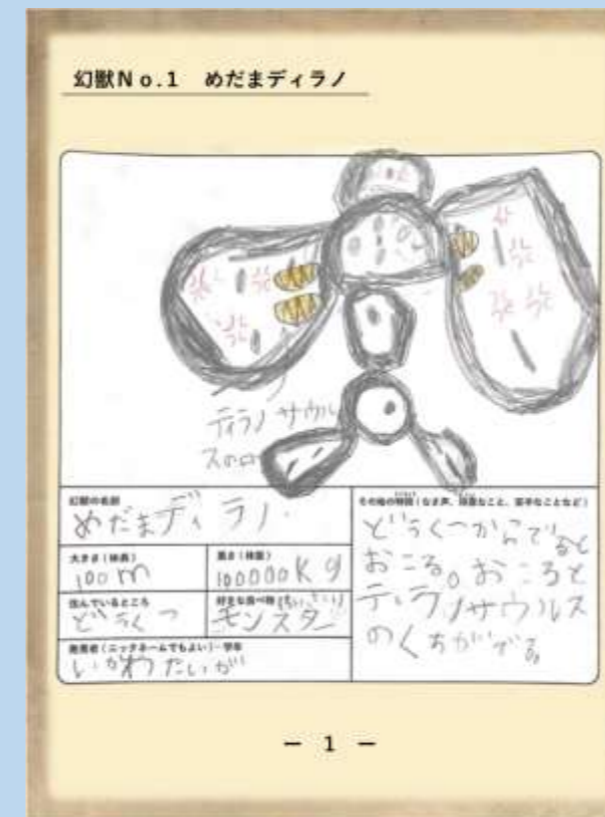 幻獣No.1 めだまディラノ
ティラノサウル
スの口
幻獣の名前
めだまディラノ
大きさ(体長)
100m
重さ(体重)
100000Kg
住んでいるところ
どうくつ
好きな食べ物
モンスター
発見者(ニックネームでもよい)・学年
いがわたいが
その他の特徴(なき声、得意なこと、苦手なことなど)
どうくつからでると
おこる。おこると
ティラノサウルス
のくちがでる。
- 1 -